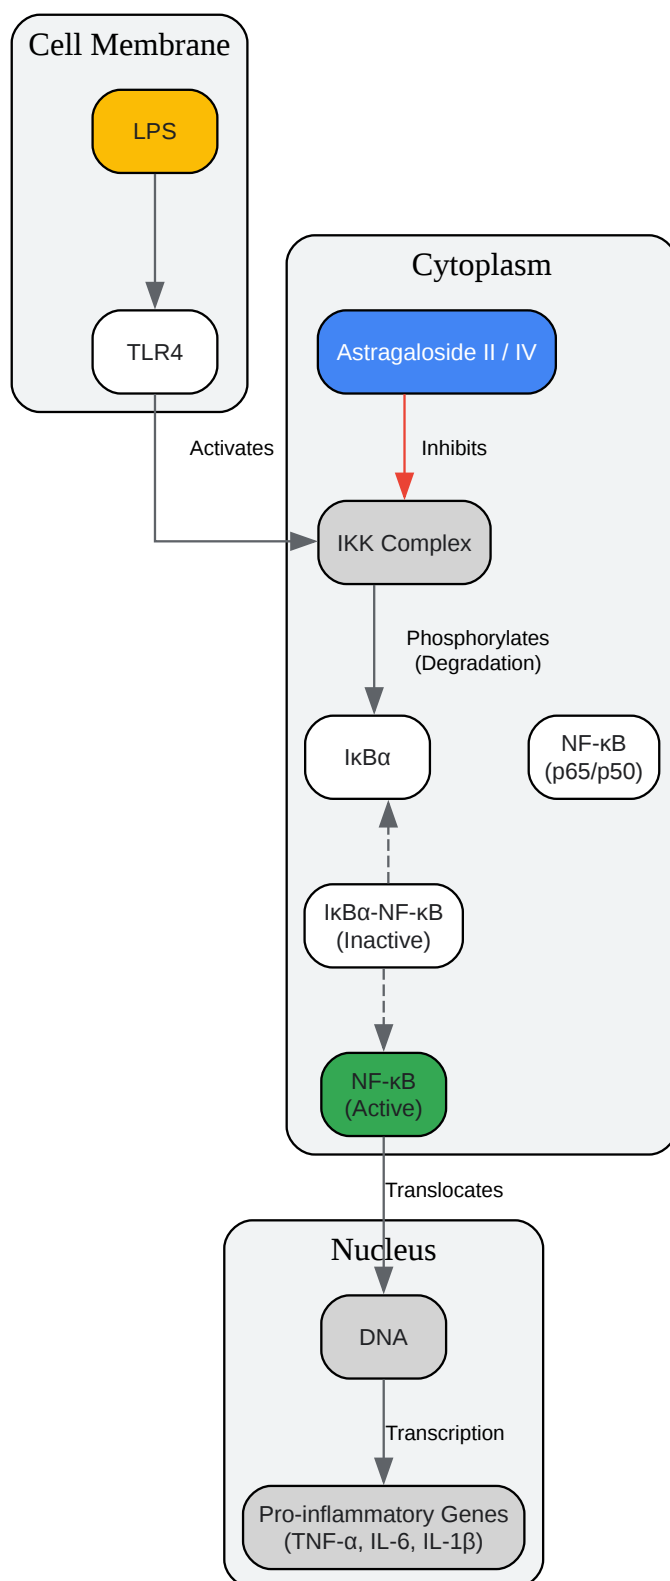 Cell Membrane
LPS
TLR4
Cytoplasm
Astragaloside II / IV
Activates
Inhibits
IKK Complex
Phosphorylates
(Degradation)
IκBα
NF-κB
(p65/p50)
IκBα-NF-κB
(Inactive)
NF-κB
(Active)
Translocates
Nucleus
DNA
Transcription
Pro-inflammatory Genes
(TNF-α, IL-6, IL-1β)